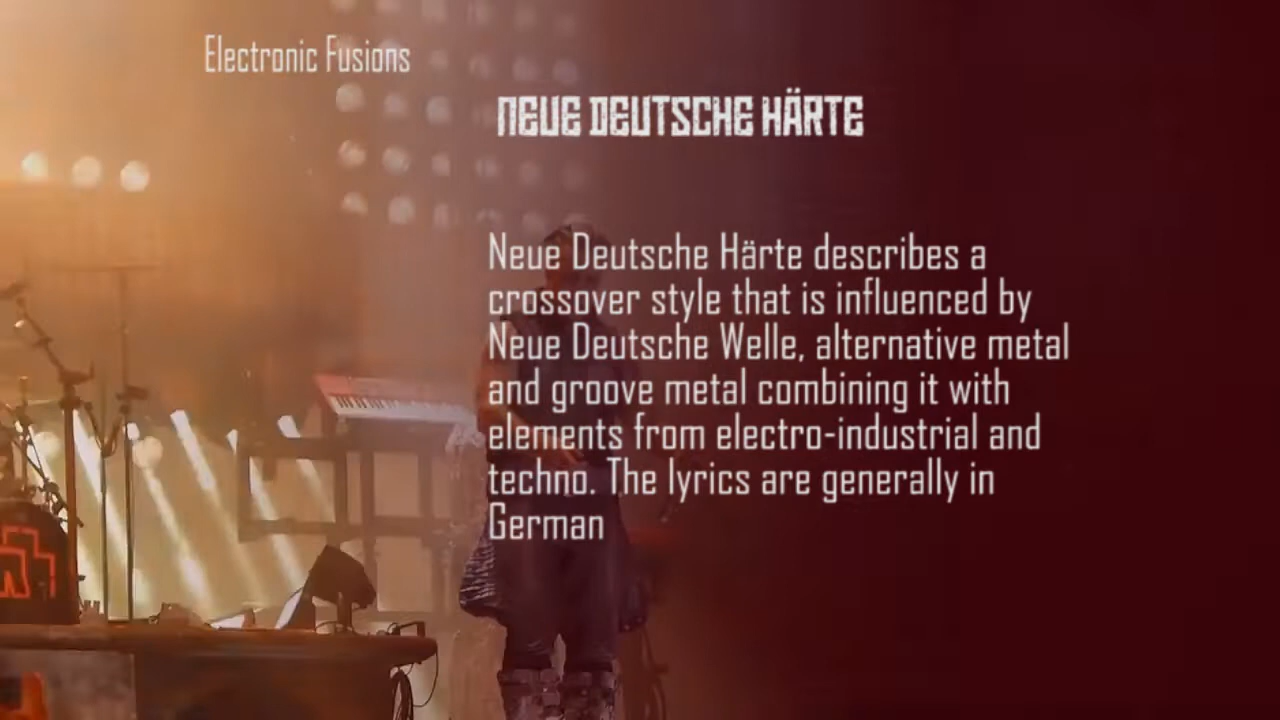 Electronic Fusions
NEUE DEUTSCHE HÄRTE
Neue Deutsche Härte describes a
crossover style that is influenced by
Neue Deutsche Welle, alternative metal
and groove metal combining it with
elements from electro-industrial and
techno. The lyrics are generally in
German